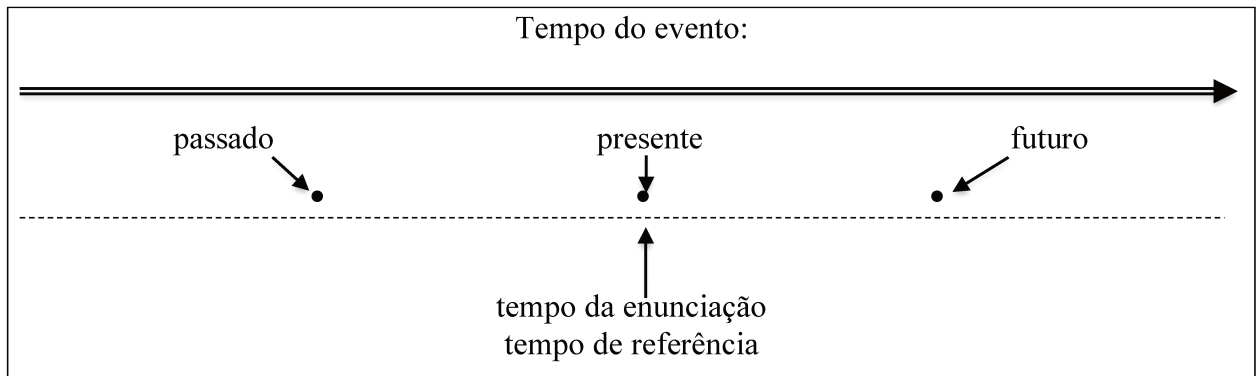 Tempo do evento:
passado presente futuro
tempo da enunciação
tempo de referência